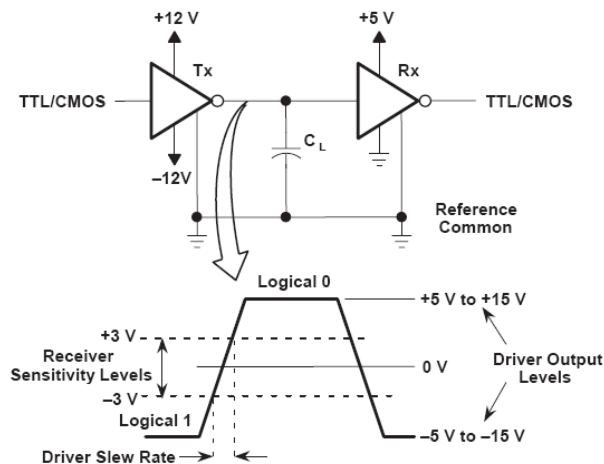 +12 V
+5 V
Tx
Rx
TTL/CMOS
TTL/CMOS
–12V
C L
Reference
Common
Logical 0
+5 V to +15 V
+3 V
Receiver
Sensitivity Levels
0 V
Driver Output
Levels
–3 V
Logical 1
–5 V to –15 V
Driver Slew Rate